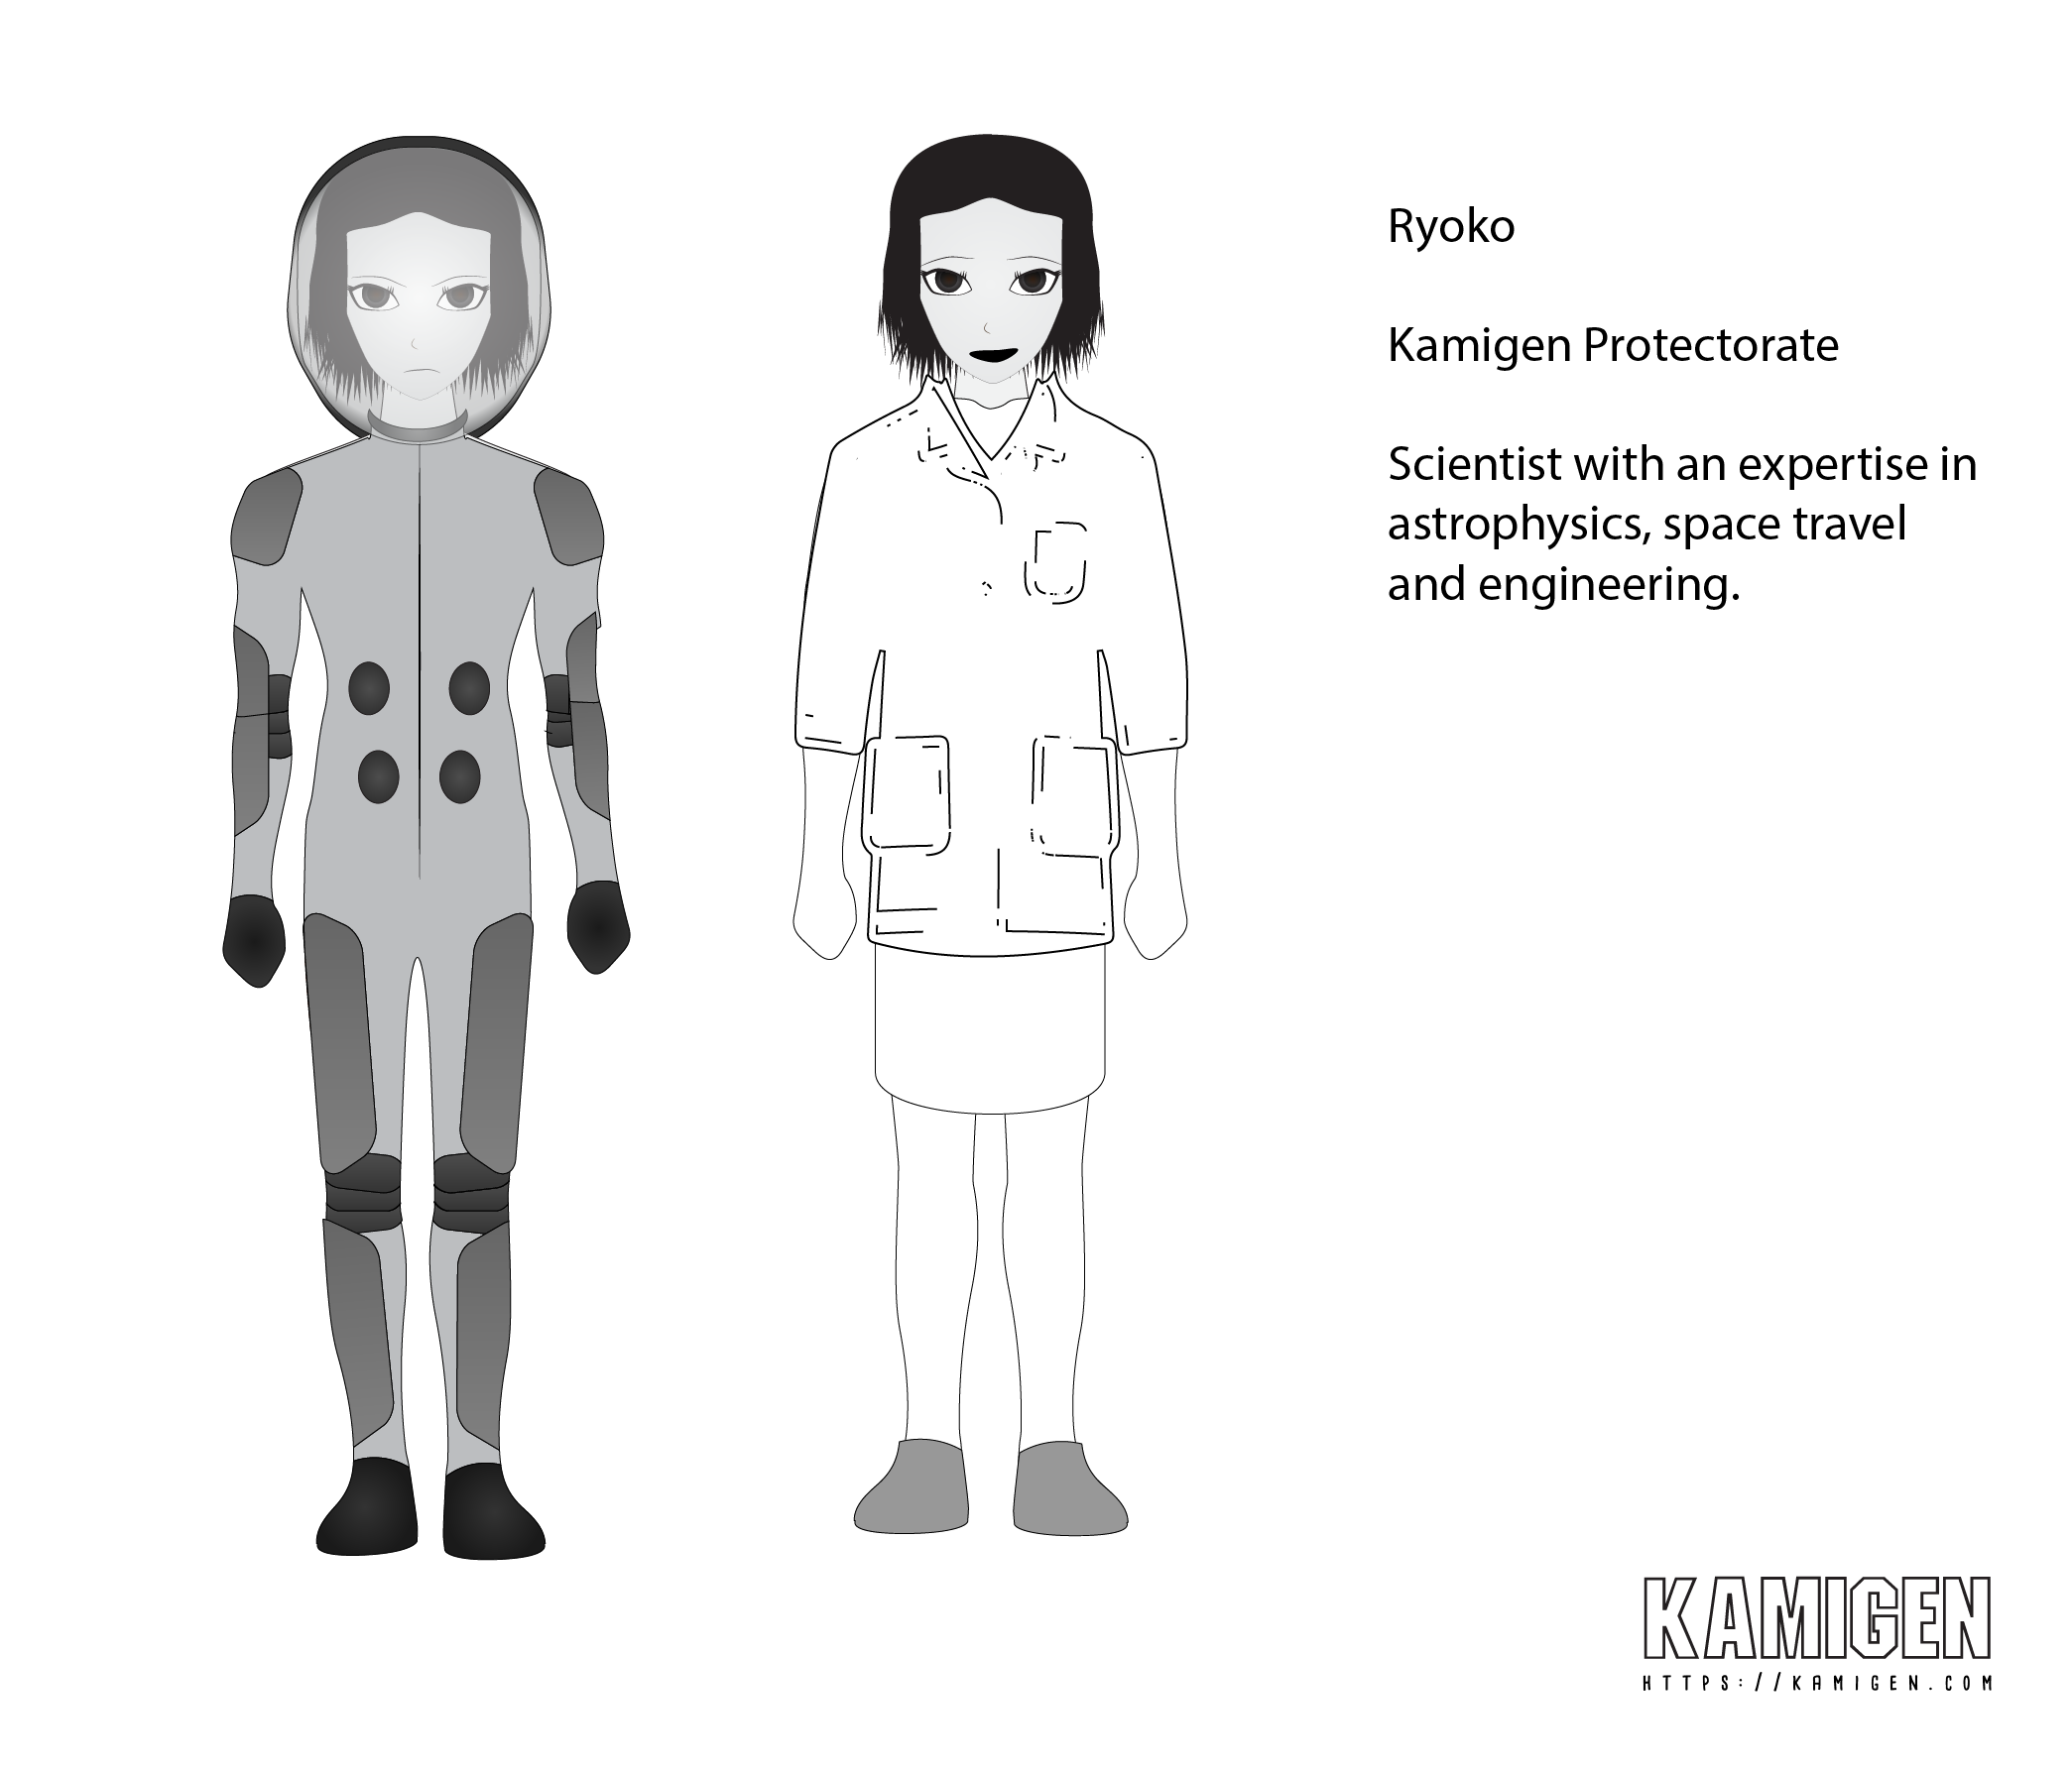 Ryoko
Kamigen Protectorate
Scientist with an expertise in
astrophysics, space travel
and engineering.
KAMIGEN
HTTPS://KAMIGEN.COM